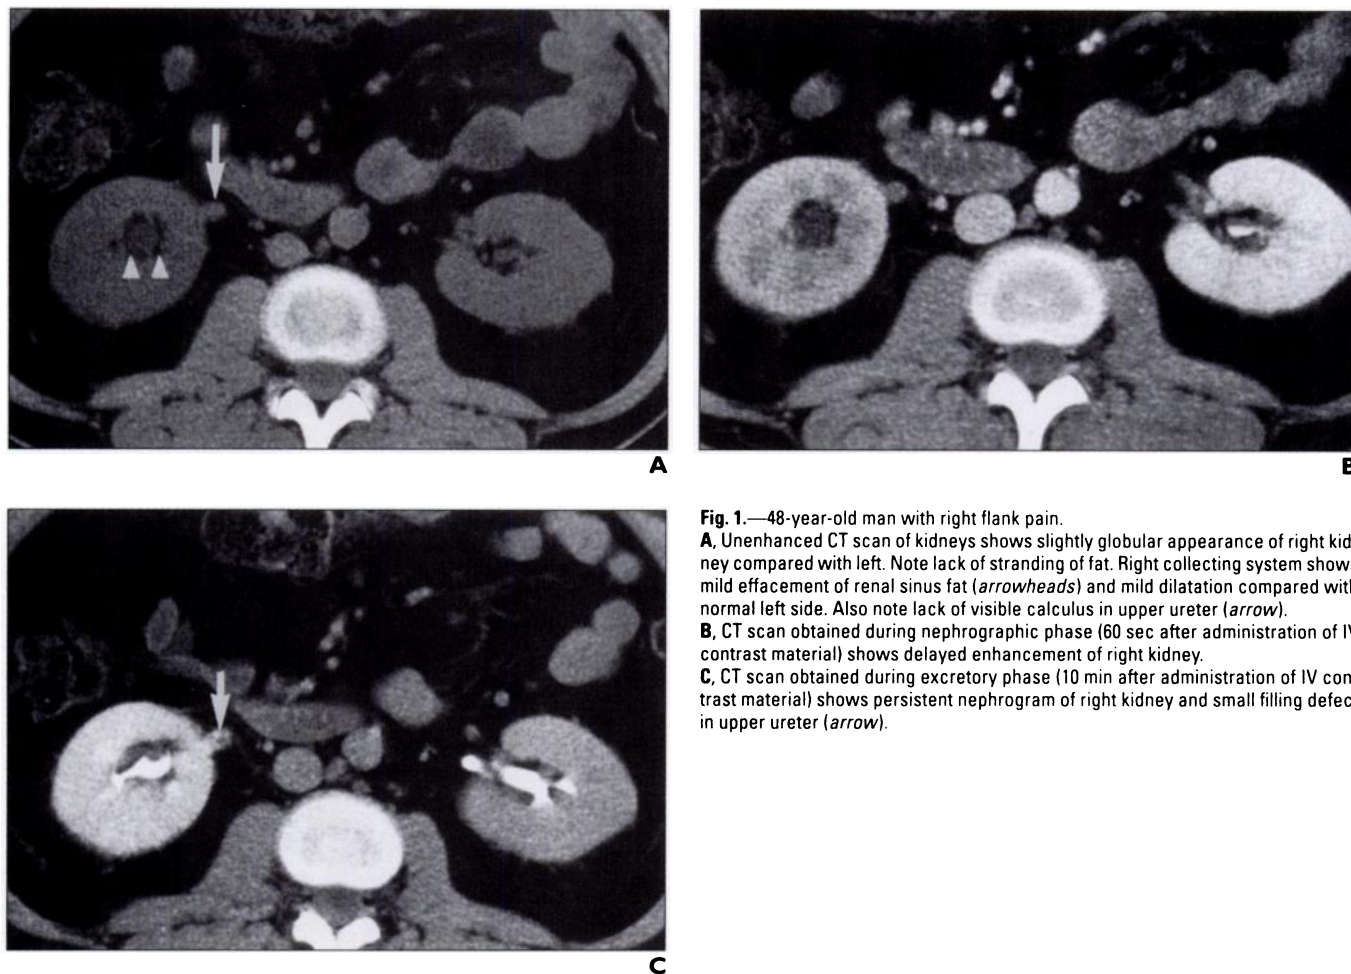 A
B
C
Fig. 1.—48-year-old man with right flank pain.
A, Unenhanced CT scan of kidneys shows slightly globular appearance of right kid
ney compared with left. Note lack of stranding of fat. Right collecting system show
mild effacement of renal sinus fat (arrowheads) and mild dilatation compared wit
normal left side. Also note lack of visible calculus in upper ureter (arrow).
B, CT scan obtained during nephrographic phase (60 sec after administration of I
contrast material) shows delayed enhancement of right kidney.
C, CT scan obtained during excretory phase (10 min after administration of IV con
trast material) shows persistent nephrogram of right kidney and small filling defec
in upper ureter (arrow).